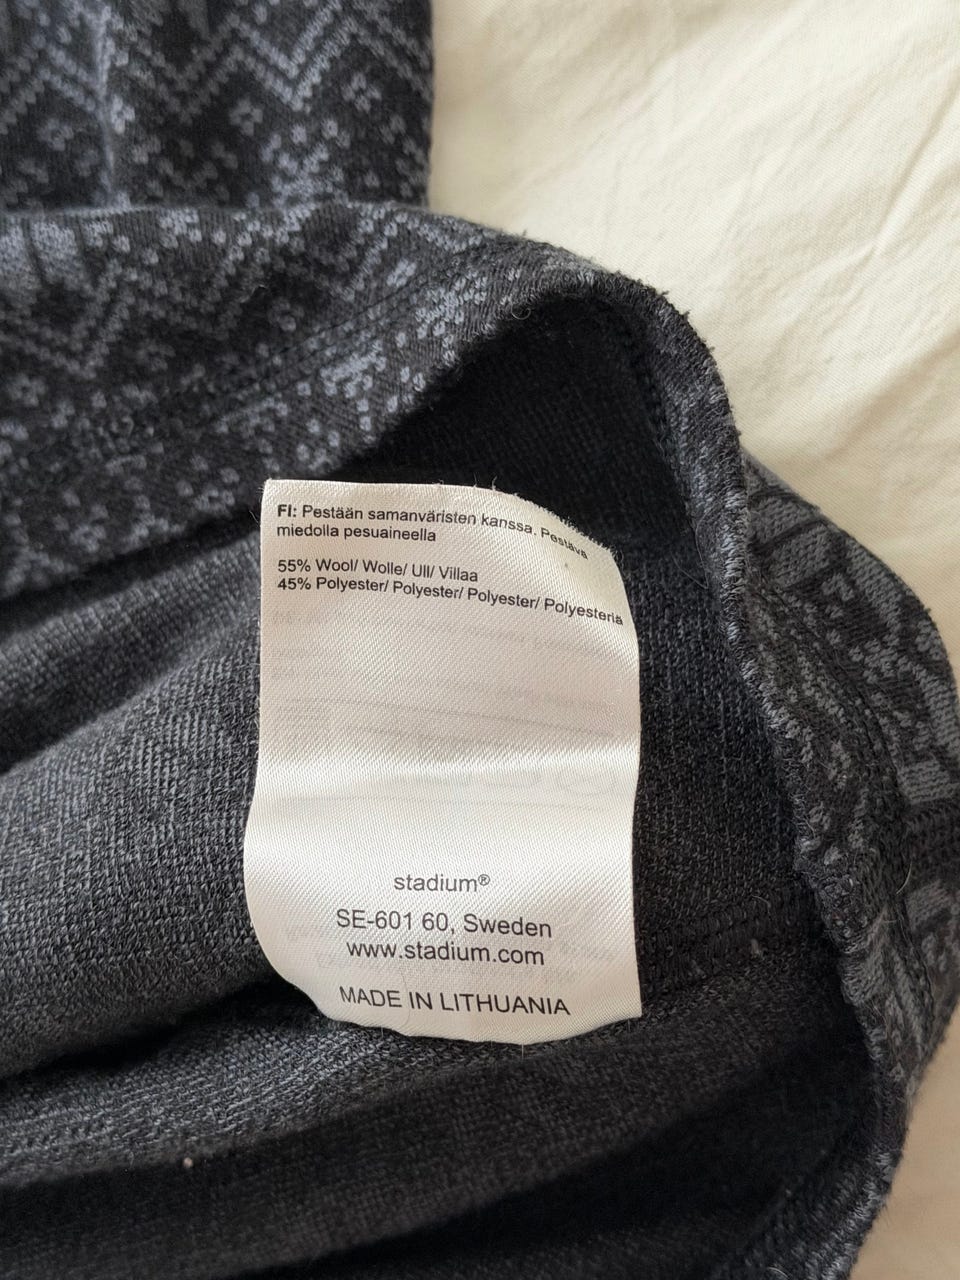 FI: Pestään samanväristen kanssa. Pestävä
miedolla pesuaineella
55% Wool/ Wolle/ Ull/ Villaa
45% Polyester/ Polyester/ Polyester/ Polyesteriä
stadium®
SE-601 60, Sweden
www.stadium.com
MADE IN LITHUANIA